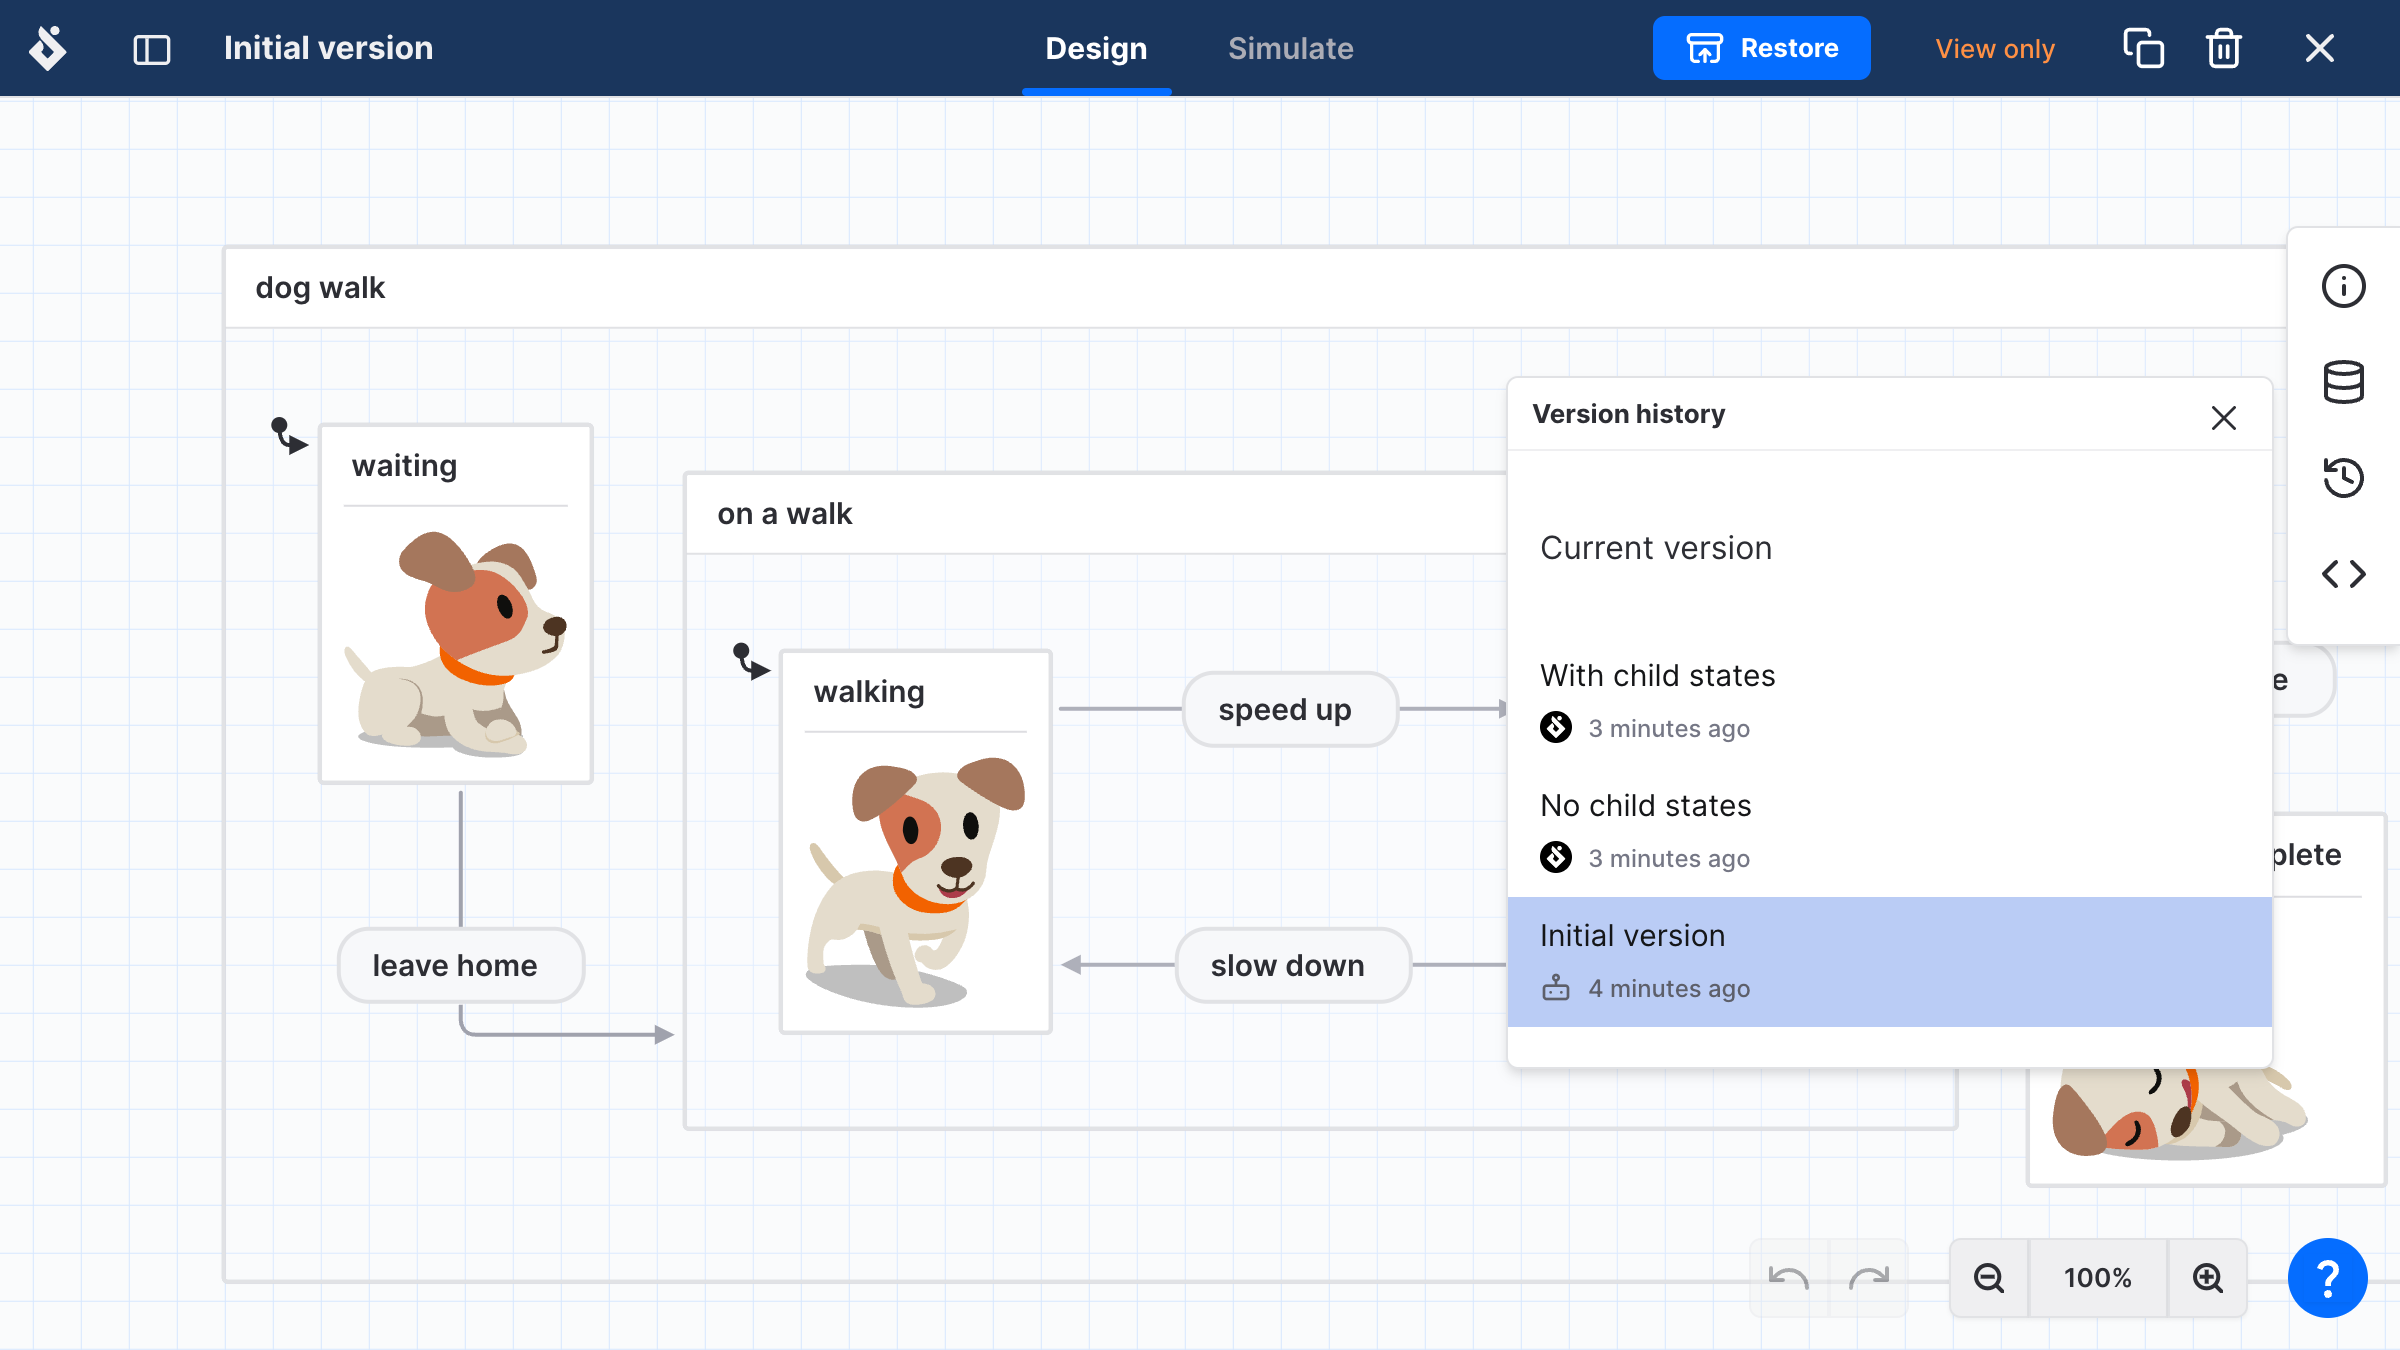 Initial version
Design
Simulate
Restore
View only
dog walk
waiting
on a walk
walking
speed up
slow down
leave home
Version history
Current version
With child states
3 minutes ago
No child states
3 minutes ago
Initial version
4 minutes ago
e
plete
100%
?